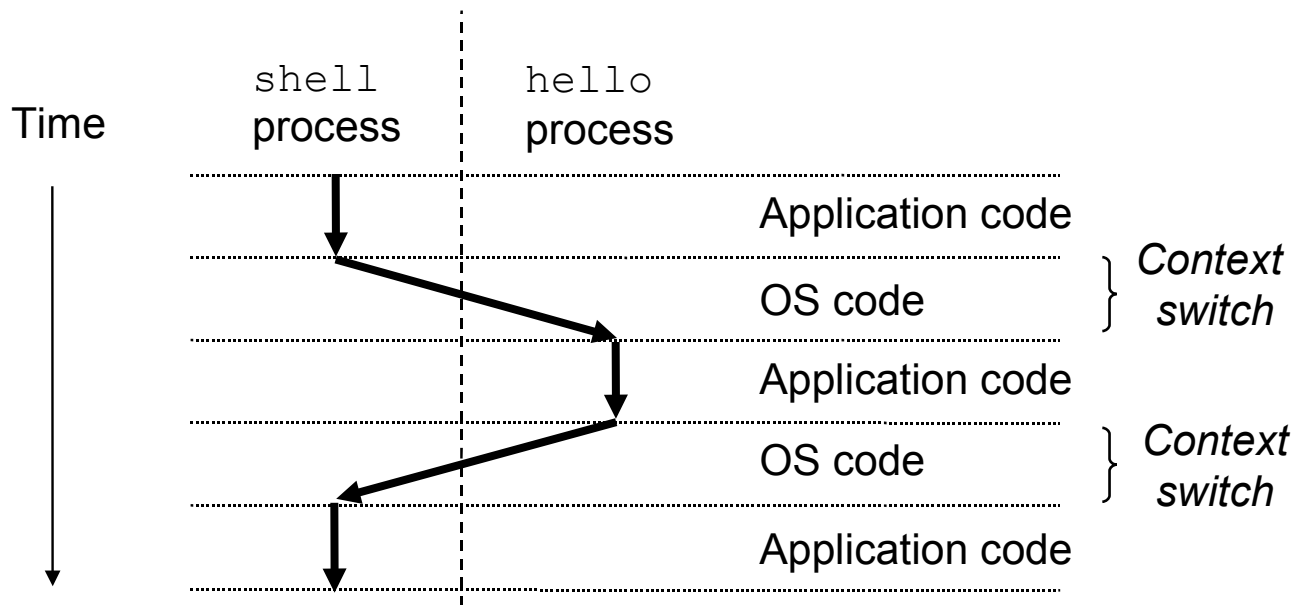 shell
process
hello
process
Time
Application code
OS code
Context
switch
Application code
OS code
Context
switch
Application code